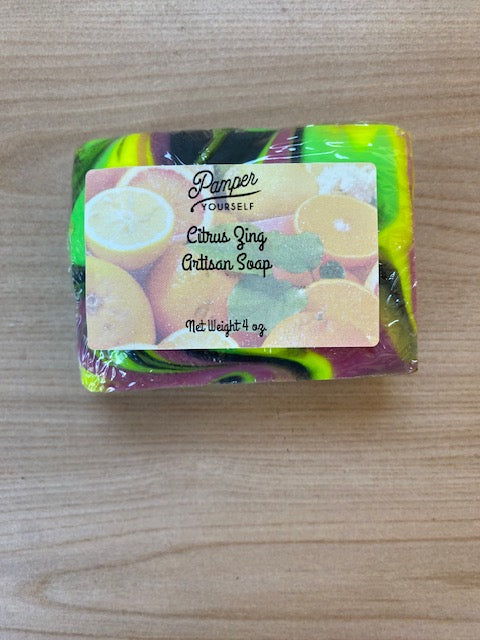 Pamper
YOURSELF
Citrus Zing
Artisan Soap
Net Weight 4 oz.